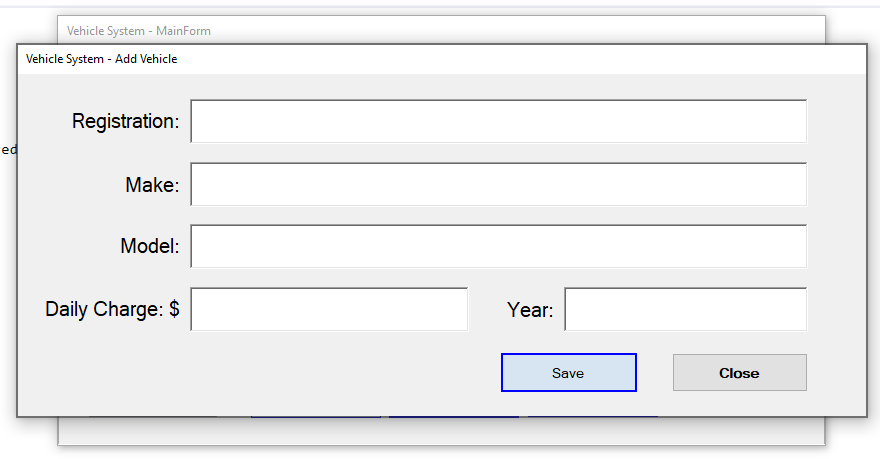 Vehicle System - MainForm
Vehicle System - Add Vehicle
Registration:
ed
Make:
Model:
Daily Charge: $ Year:
Save Close